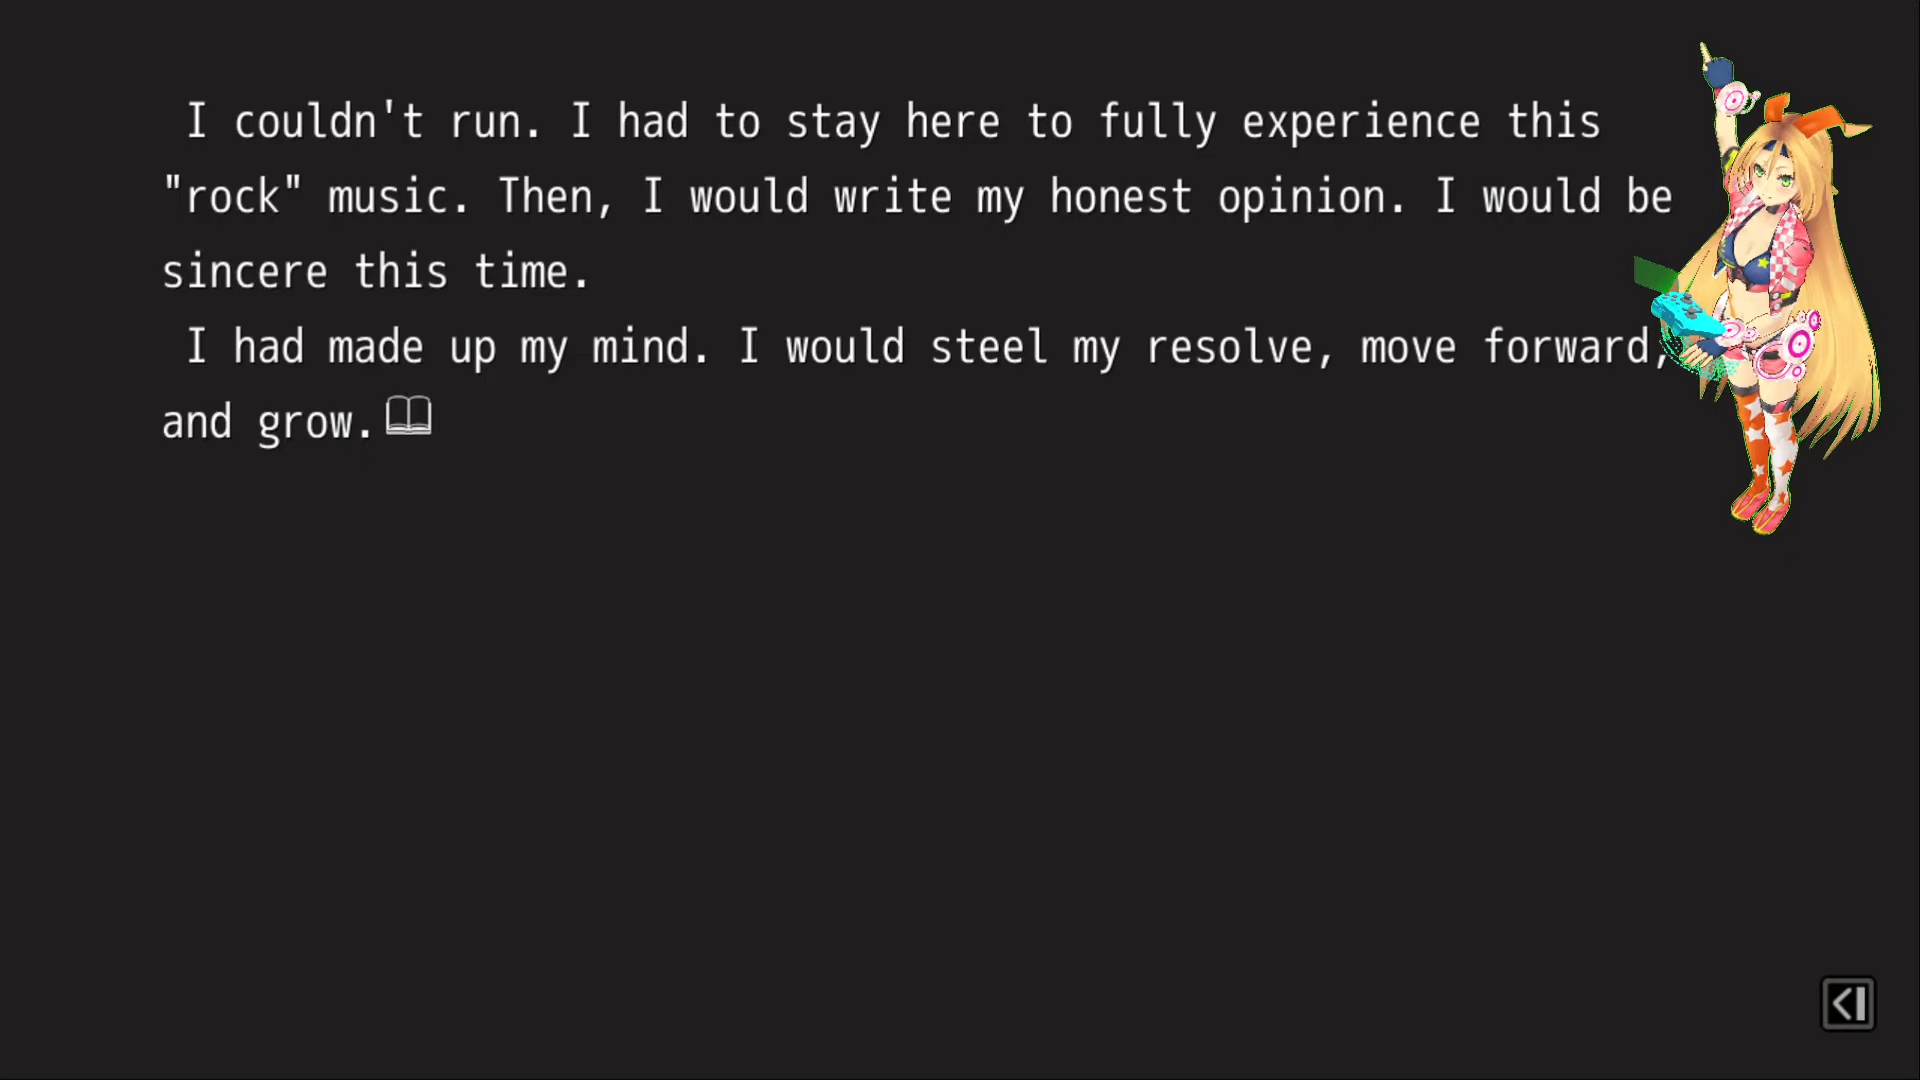 I couldn't run. I had to stay here to fully experience this
"rock" music. Then, I would write my honest opinion. I would be
sincere this time.
I had made up my mind. I would steel my resolve, move forward,
and grow.